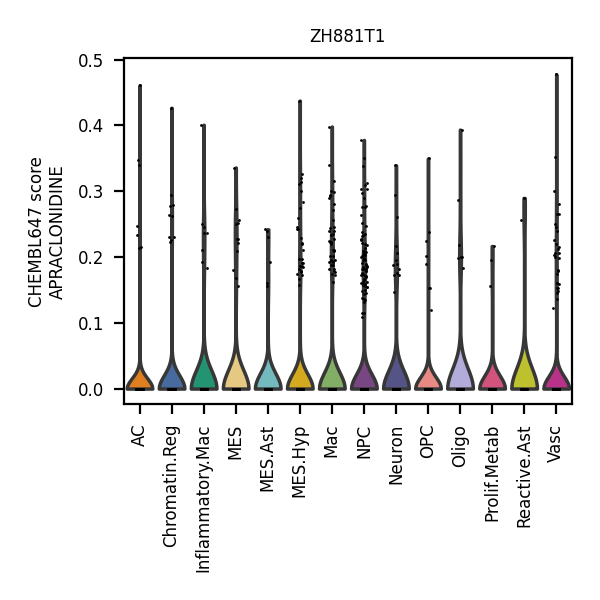 ZH881T1
CHEMBL647 score
APRACLONIDINE
0.5
0.4
0.3
0.2
0.1
0.0
AC
Chromatin.Reg
Inflammatory.Mac
MES
MES.Ast
MES.Hyp
Mac
NPC
Neuron
OPC
Oligo
Prolif.Metab
Reactive.Ast
Vasc